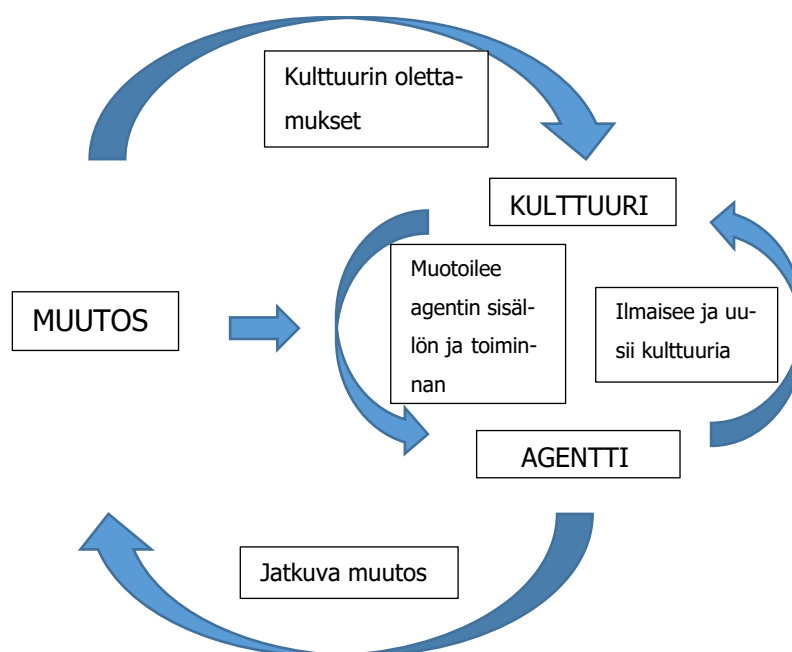 Kulttuurin oletta-
mukset
KULTTUURI
Muotoilee
agentin sisäl-
lön ja toimin-
nan
Ilmaisee ja uu-
sii kulttuuria
MUUTOS
AGENTTI
Jatkuva muutos